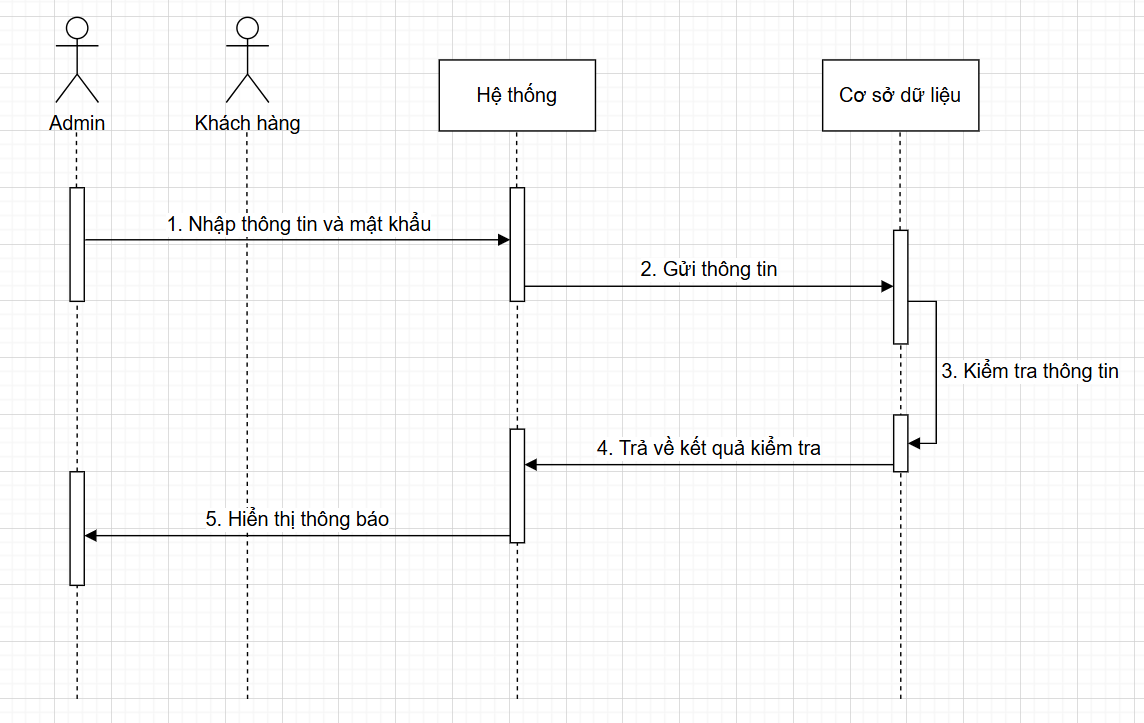 Admin
Khách hàng
Hệ thống
Cơ sở dữ liệu
1. Nhập thông tin và mật khẩu
2. Gửi thông tin
3. Kiểm tra thông tin
4. Trả về kết quả kiểm tra
5. Hiển thị thông báo